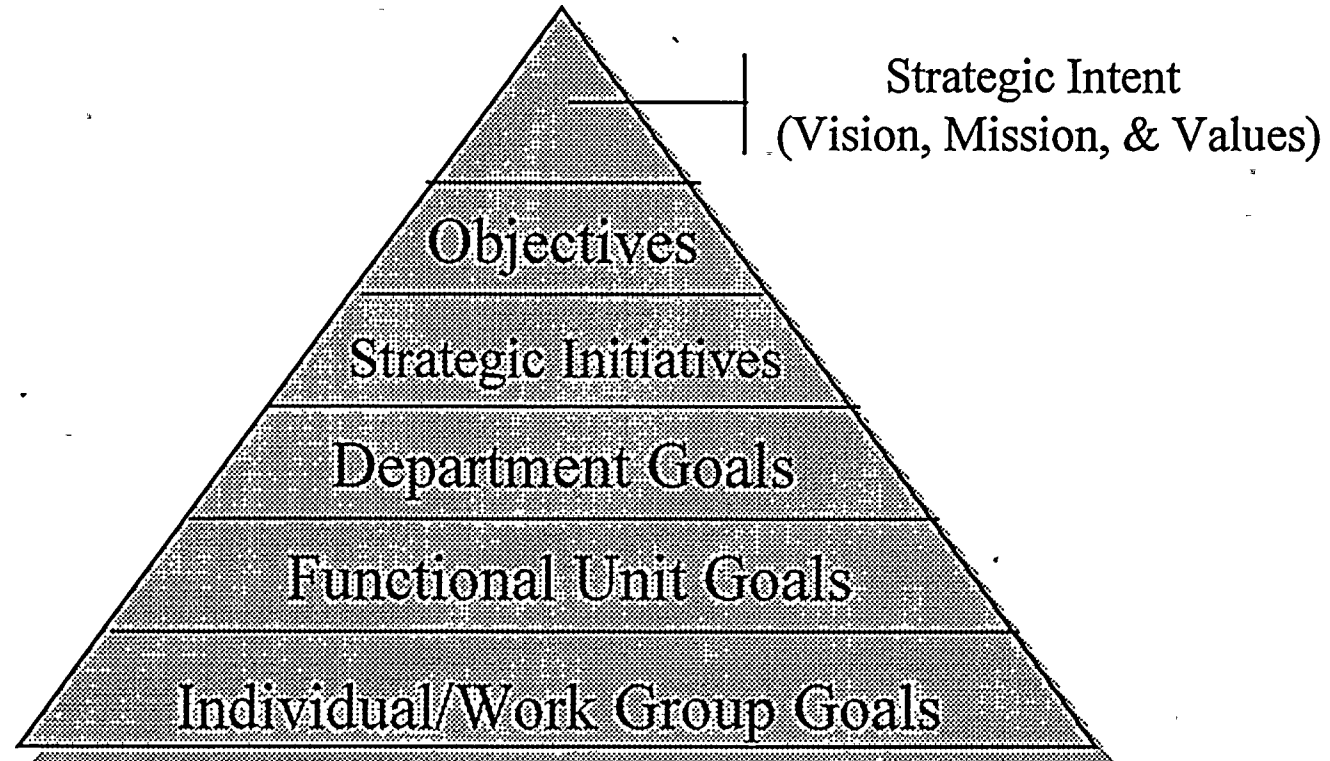 Strategic Intent
(Vision, Mission, & Values)
Objectives
Strategic Initiatives
Department Goals
Functional Unit Goals
Individual/Work Group Goals